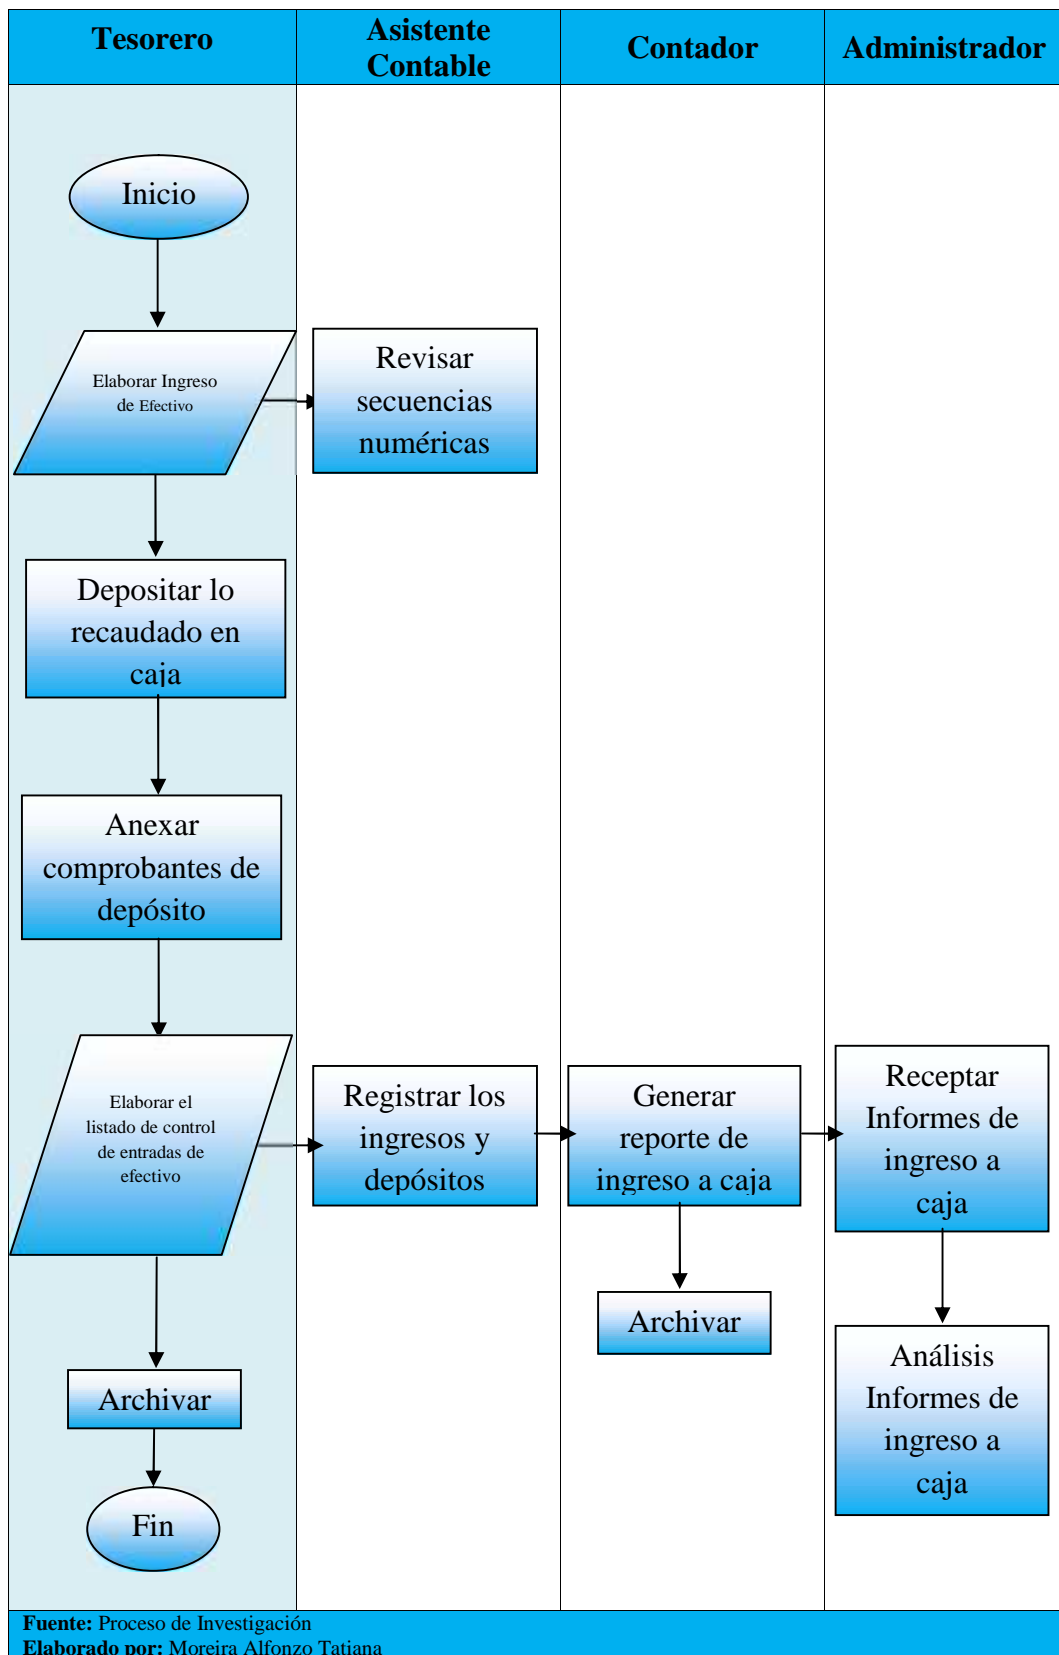 Tesorero
Asistente
Contable
Contador
Administrador
Inicio
Elaborar Ingreso
de Efectivo
Revisar
secuencias
numéricas
Depositar lo
recaudado en
caja
Anexar
comprobantes de
depósito
Elaborar el
listado de control
de entradas de
efectivo
Registrar los
ingresos y
depósitos
Generar
reporte de
ingreso a caja
Receptar
Informes de
ingreso a
caja
Archivar
Análisis
Informes de
ingreso a
caja
Archivar
Fin
Fuente: Proceso de Investigación
Elaborado por: Moreira Alfonzo Tatiana